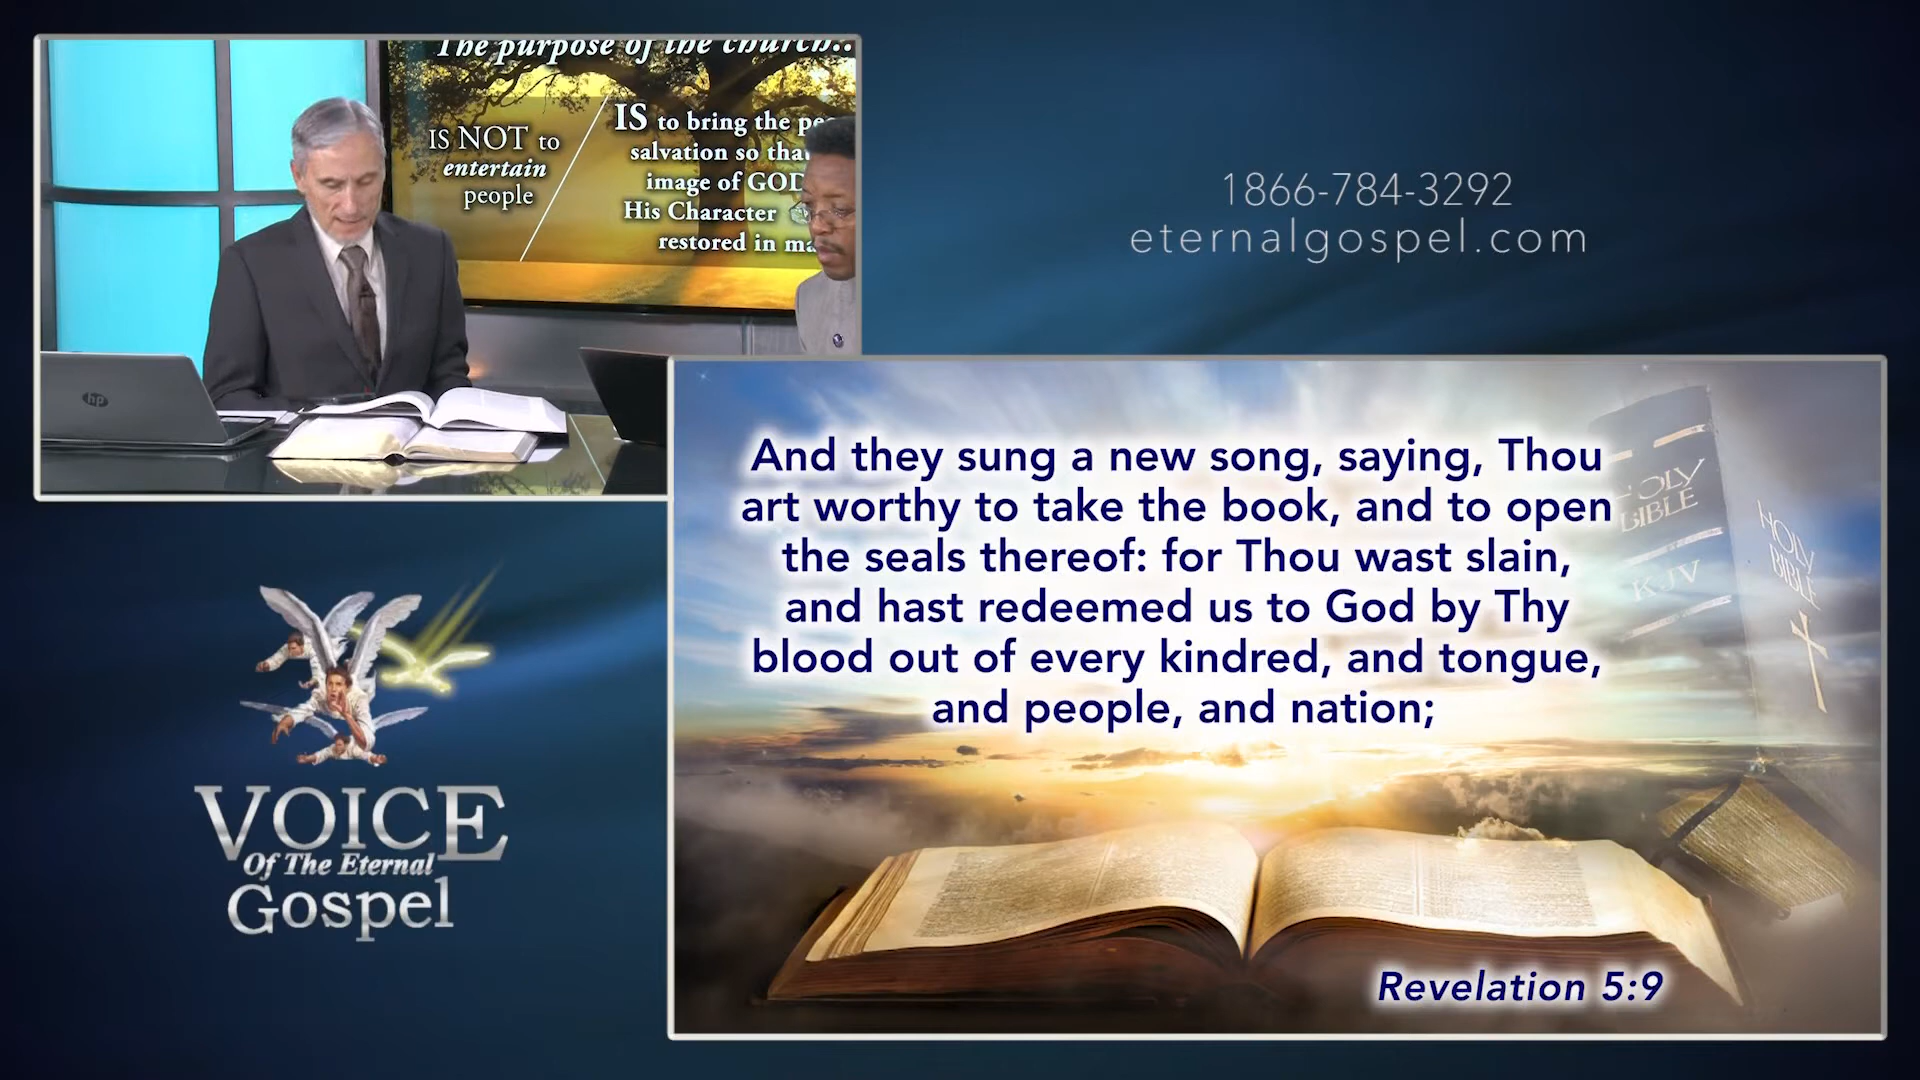 The purpose of the church..
IS NOT to
entertain
people
IS to bring the
salvation so that
image of GOD
His Character
restored in
hp
1866-784-3292
eternalgospel.com
And they sung a new song, saying, Thou
art worthy to take the book, and to open
the seals thereof: for Thou wast slain,
and hast redeemed us to God by Thy
blood out of every kindred, and tongue,
and people, and nation;
Revelation 5:9
HOLY
BIBLE
KJV
HOLY
BIBLE
VOICE
Of The Eternal
Gospel